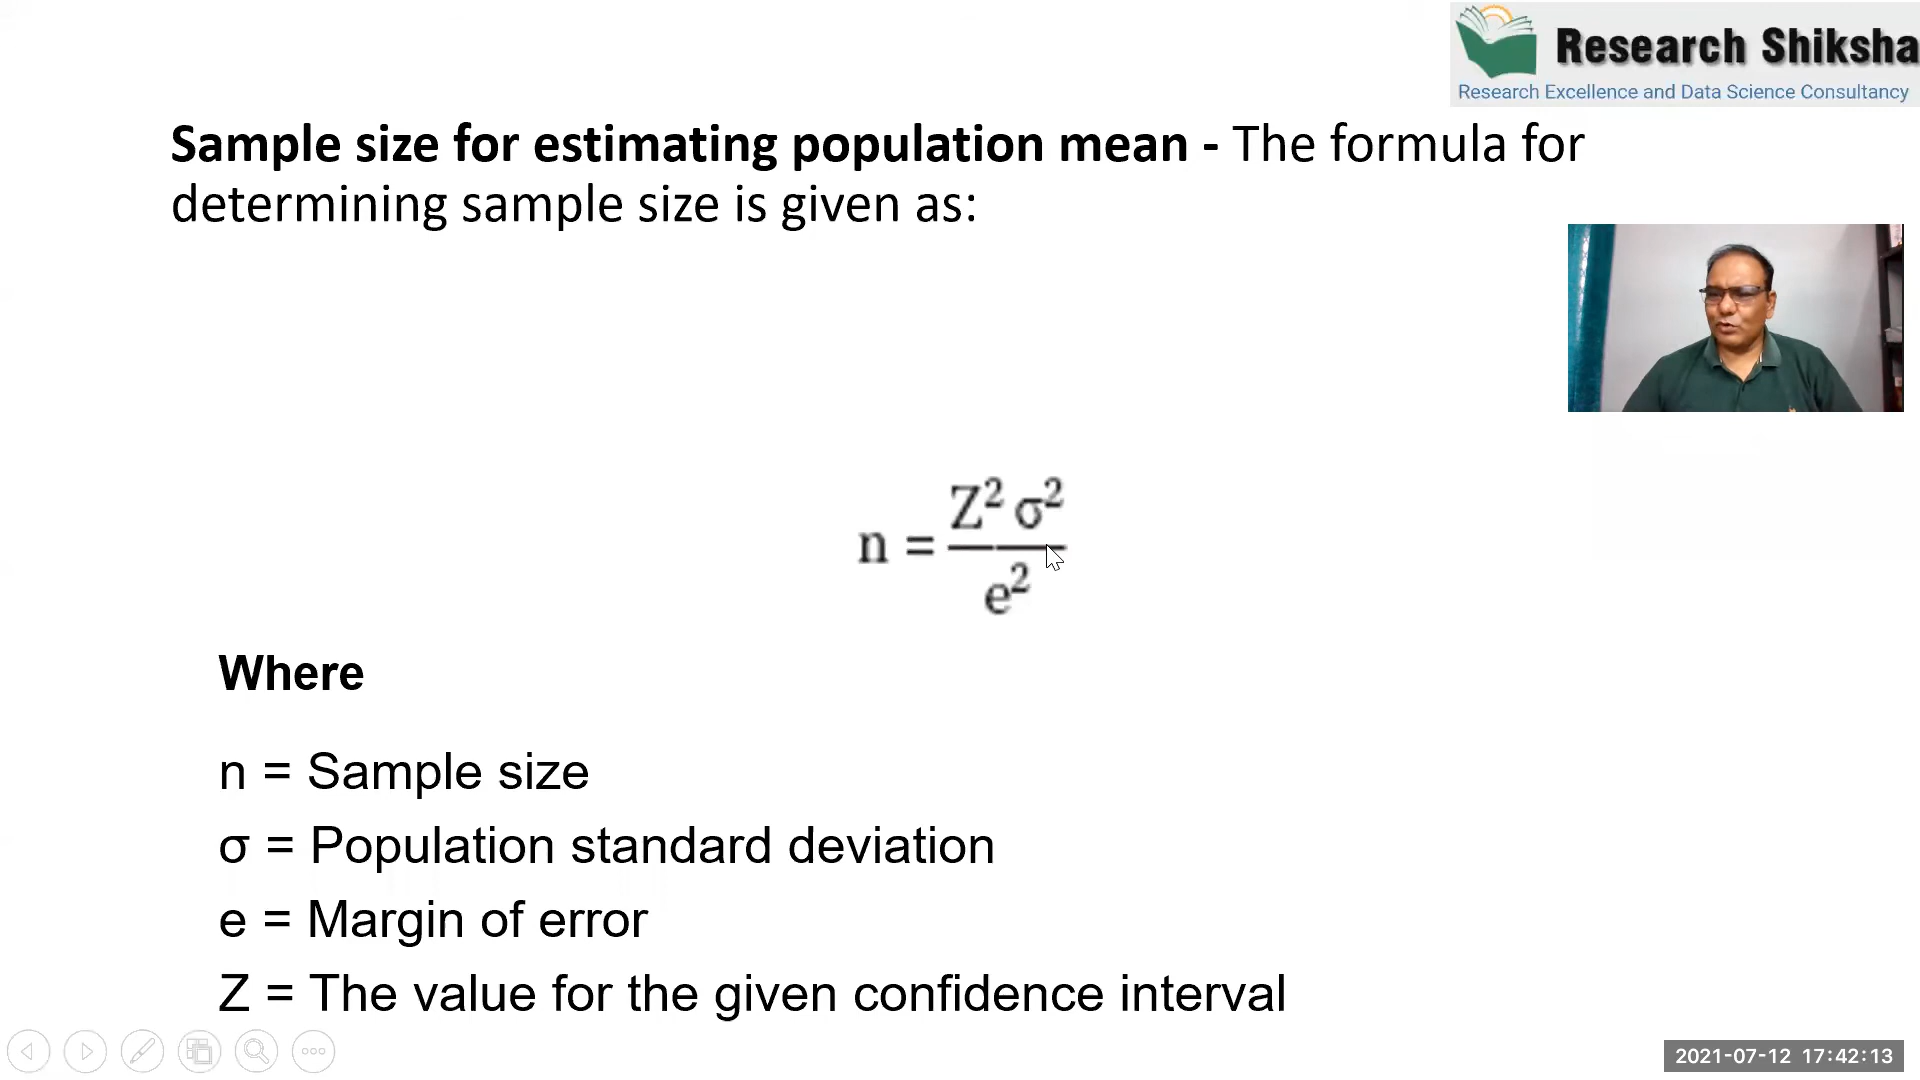 Research Shiksha
Research Excellence and Data Science Consultancy
Sample size for estimating population mean - The formula for
determining sample size is given as:
n = Z² σ² / e²
Where
n = Sample size
σ = Population standard deviation
e = Margin of error
Z = The value for the given confidence interval
2021-07-12 17:42:13